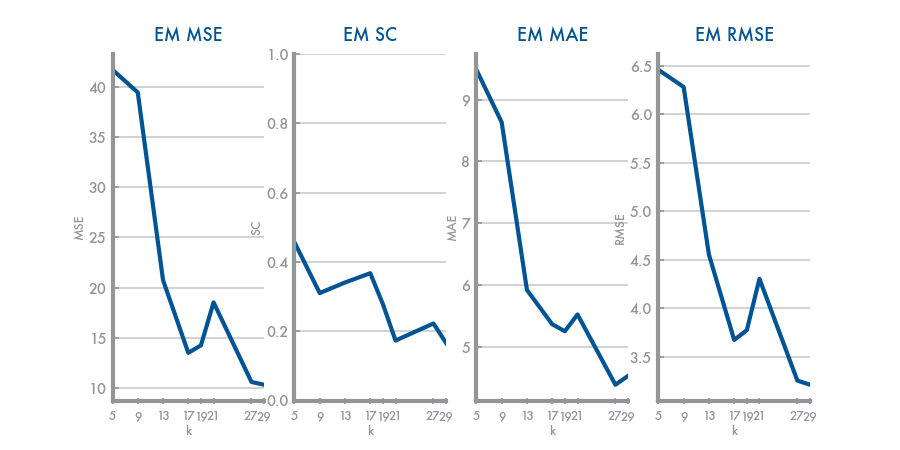 EM MSE
EM SC
EM MAE
EM RMSE
MSE
40
35
30
25
20
15
10
5 9 13 17 19 21 27 29
k
SC
1.0
0.8
0.6
0.4
0.2
0.0
5 9 13 17 19 21 27 29
k
MAE
9
8
7
6
5
5 9 13 17 19 21 27 29
k
RMSE
6.5
6.0
5.5
5.0
4.5
4.0
3.5
5 9 13 17 19 21 27 29
k